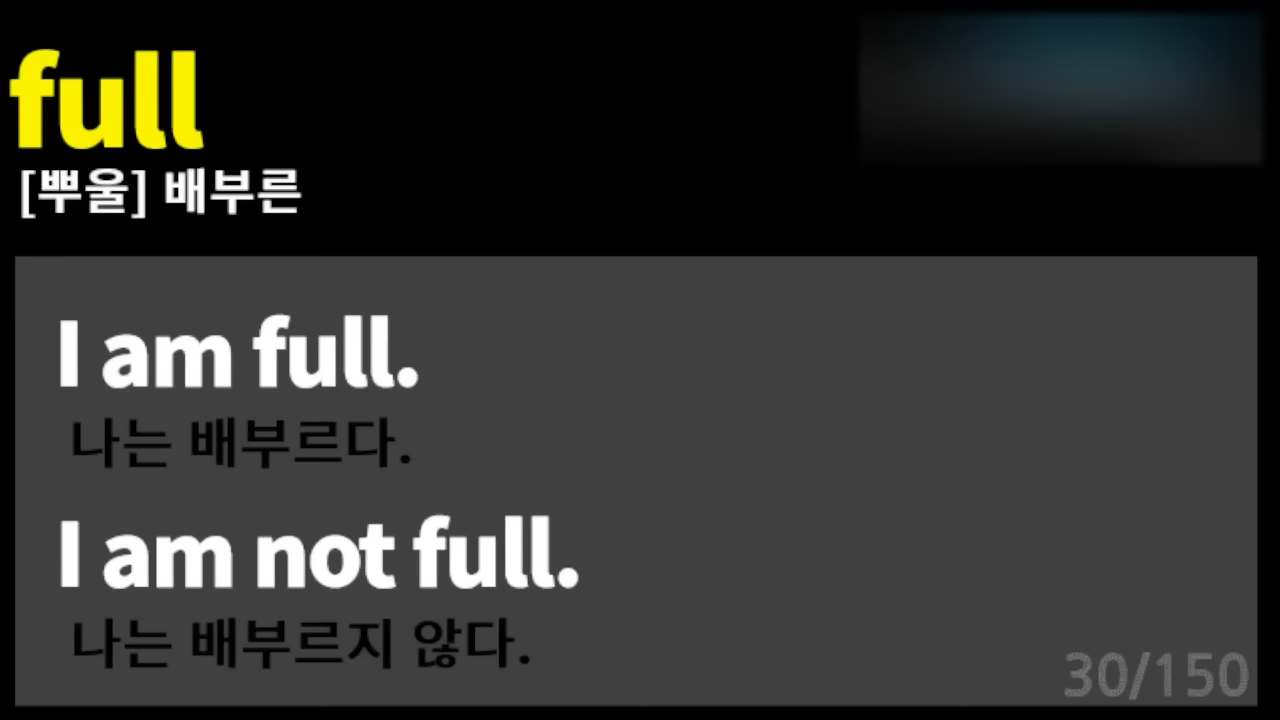 full
[뿌울] 배부른
I am full.
나는 배부르다.
I am not full.
나는 배부르지 않다.
30/150